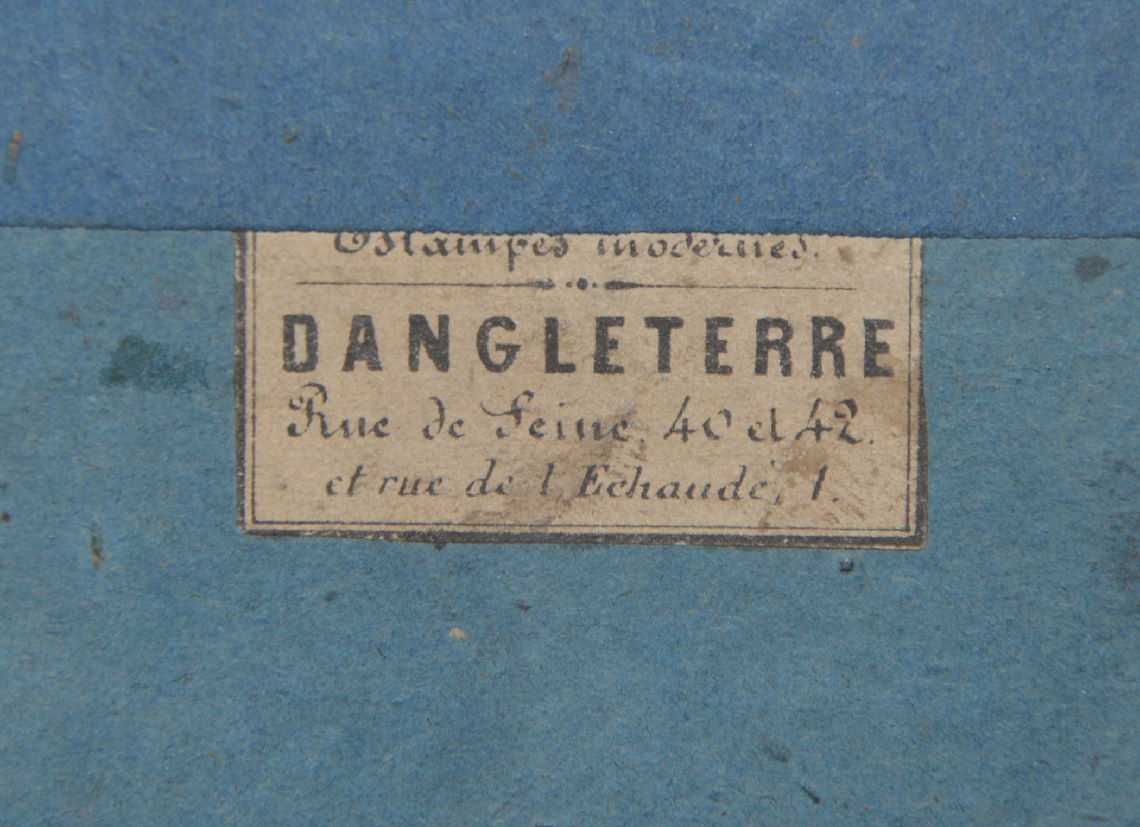 Estampes modernes.
DANGLETERRE
Rue de Seine, 40 et 42.
et rue de l'Echaudé, 1.